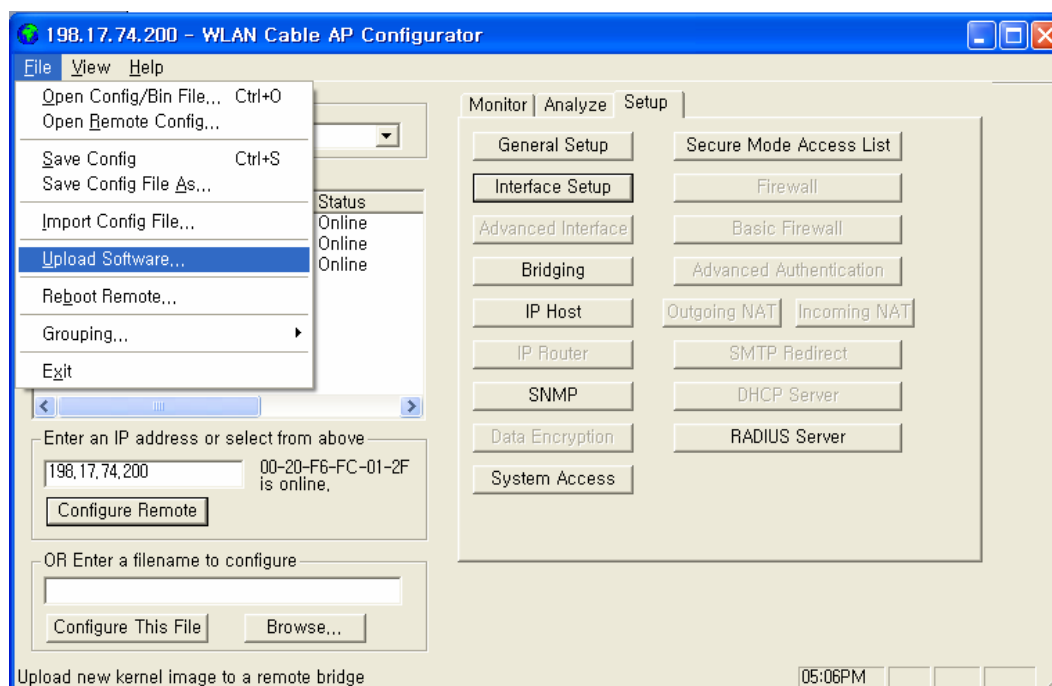 198.17.74.200 - WLAN Cable AP Configurator
File View Help
Open Config/Bin File... Ctrl+O
Open Remote Config...
Save Config Ctrl+S
Save Config File As...
Import Config File...
Upload Software...
Reboot Remote...
Grouping...
Exit
Status
Online
Online
Online
Enter an IP address or select from above
198.17.74.200
00-20-F6-FC-01-2F
is online.
Configure Remote
OR Enter a filename to configure
Configure This File Browse...
Monitor Analyze Setup
General Setup Secure Mode Access List
Interface Setup Firewall
Advanced Interface Basic Firewall
Bridging Advanced Authentication
IP Host Outgoing NAT Incoming NAT
IP Router SMTP Redirect
SNMP DHCP Server
Data Encryption RADIUS Server
System Access
Upload new kernel image to a remote bridge 05:06PM